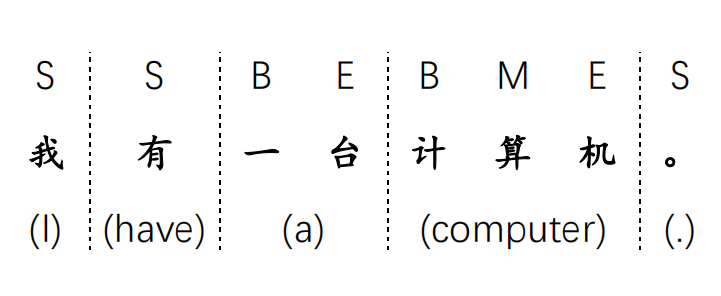 S S B E B M E S
我 有 一 台 计 算 机 。
(I) (have) (a) (computer) (.)